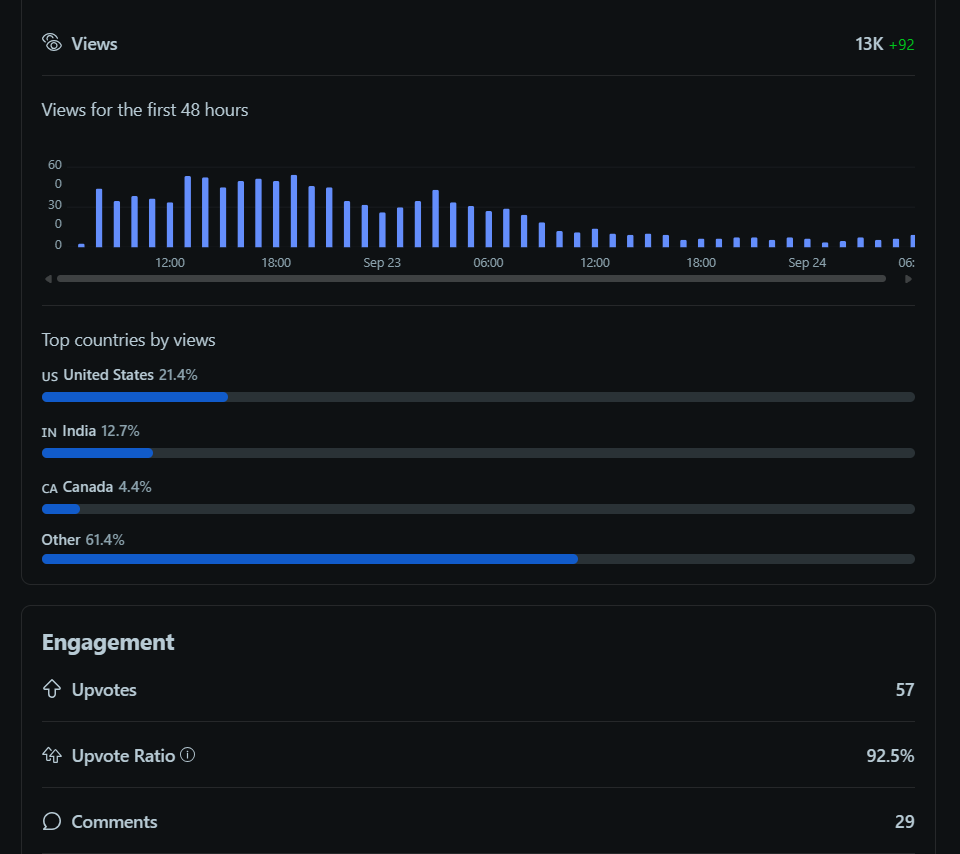 Views
13K +92
Views for the first 48 hours
60
0
30
0
0
12:00 18:00 Sep 23 06:00 12:00 18:00 Sep 24 06:
Top countries by views
US United States 21.4%
IN India 12.7%
CA Canada 4.4%
Other 61.4%
Engagement
Upvotes
57
Upvote Ratio
92.5%
Comments
29